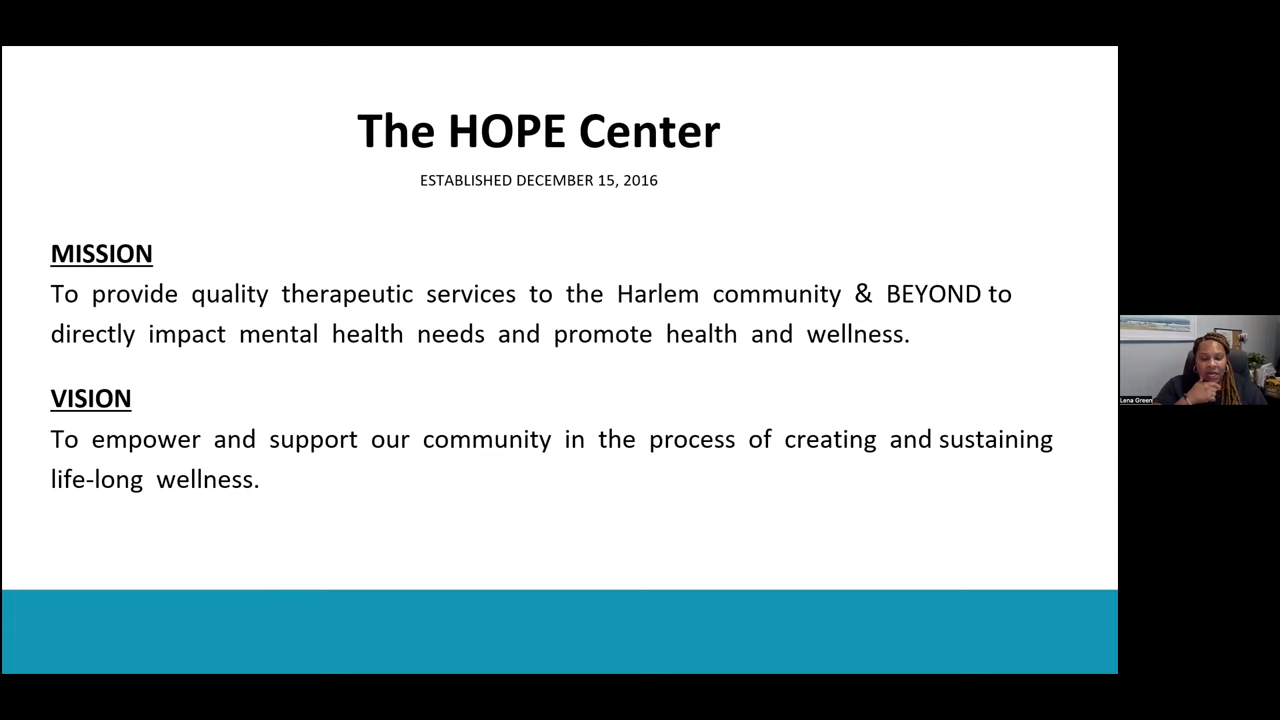 The HOPE Center
ESTABLISHED DECEMBER 15, 2016
MISSION
To provide quality therapeutic services to the Harlem community & BEYOND to
directly impact mental health needs and promote health and wellness.
VISION
To empower and support our community in the process of creating and sustaining
life-long wellness.
Lena Green